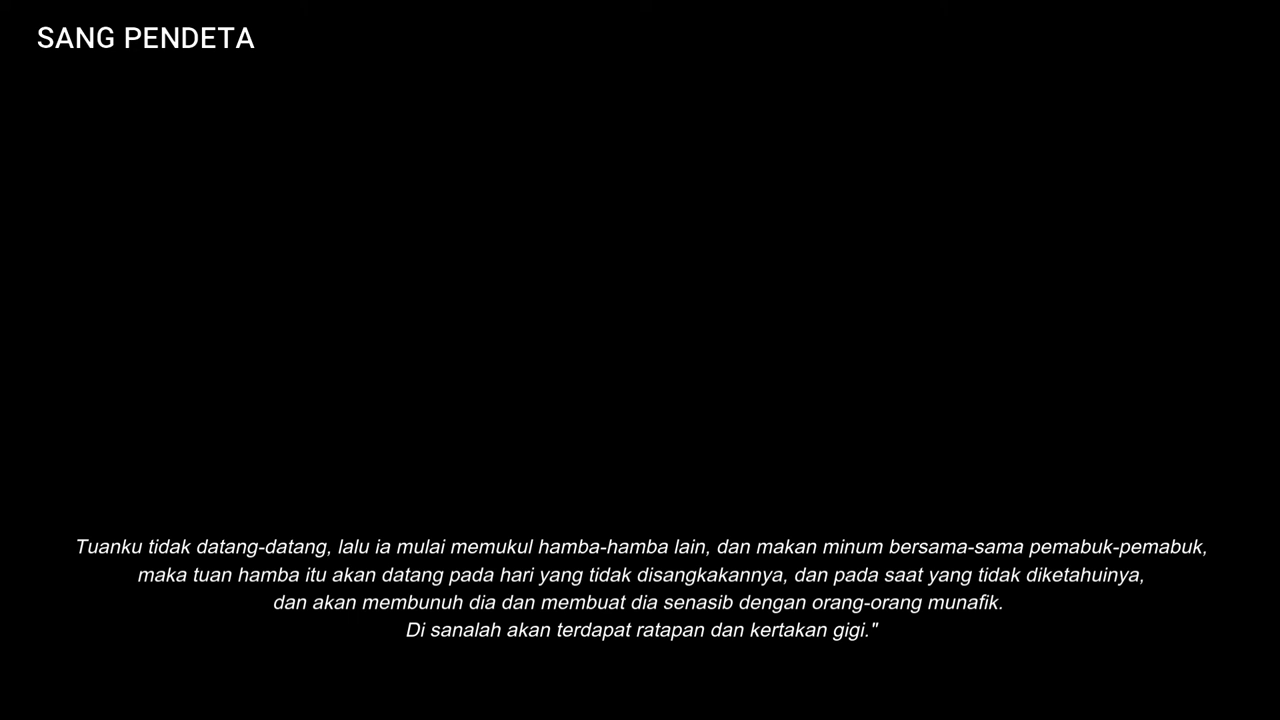 SANG PENDETA
Tuanku tidak datang-datang, lalu ia mulai memukul hamba-hamba lain, dan makan minum bersama-sama pemabuk-pemabuk,
maka tuan hamba itu akan datang pada hari yang tidak disangkakannya, dan pada saat yang tidak diketahuinya,
dan akan membunuh dia dan membuat dia senasib dengan orang-orang munafik.
Di sanalah akan terdapat ratapan dan kertakan gigi."